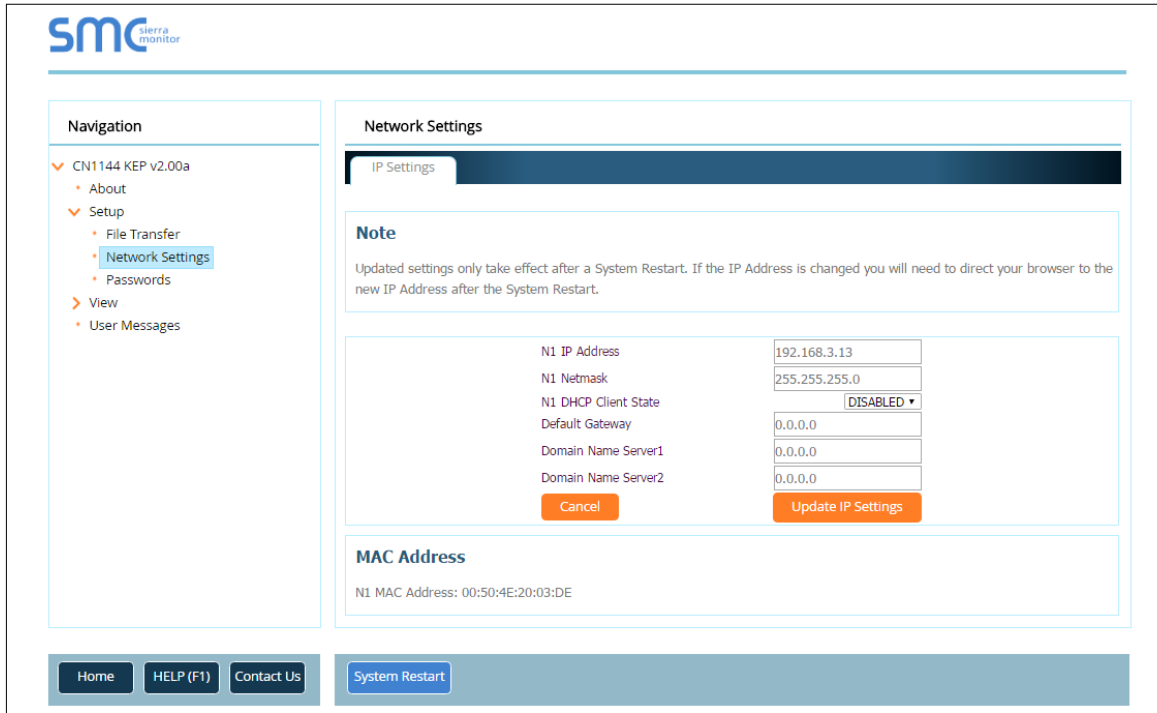 SMC sierra
monitor
Navigation
CN1144 KEP v2.00a
About
Setup
File Transfer
Network Settings
Passwords
View
User Messages
Network Settings
IP Settings
Note
Updated settings only take effect after a System Restart. If the IP Address is changed you will need to direct your browser to the
new IP Address after the System Restart.
N1 IP Address 192.168.3.13
N1 Netmask 255.255.255.0
N1 DHCP Client State DISABLED
Default Gateway 0.0.0.0
Domain Name Server1 0.0.0.0
Domain Name Server2 0.0.0.0
Cancel Update IP Settings
MAC Address
N1 MAC Address: 00:50:4E:20:03:DE
Home HELP (F1) Contact Us System Restart